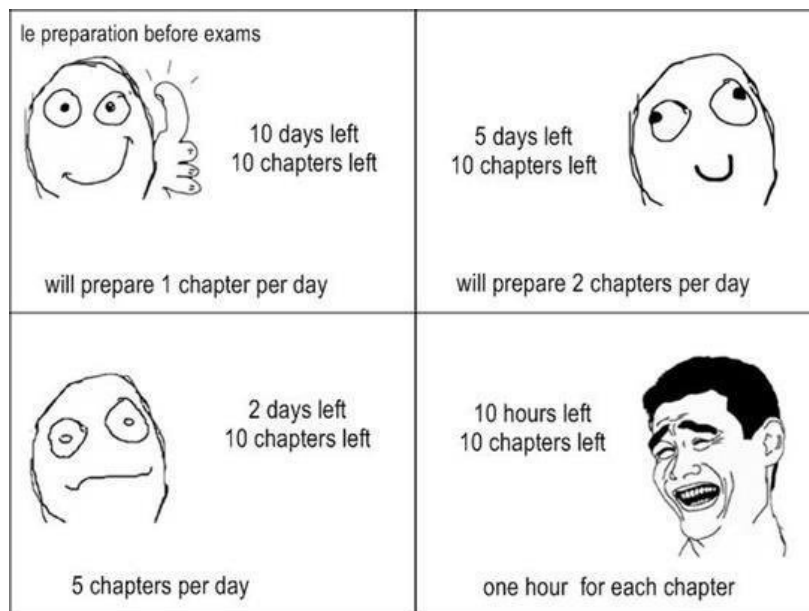 le preparation before exams
10 days left
10 chapters left
will prepare 1 chapter per day
5 days left
10 chapters left
will prepare 2 chapters per day
2 days left
10 chapters left
5 chapters per day
10 hours left
10 chapters left
one hour for each chapter